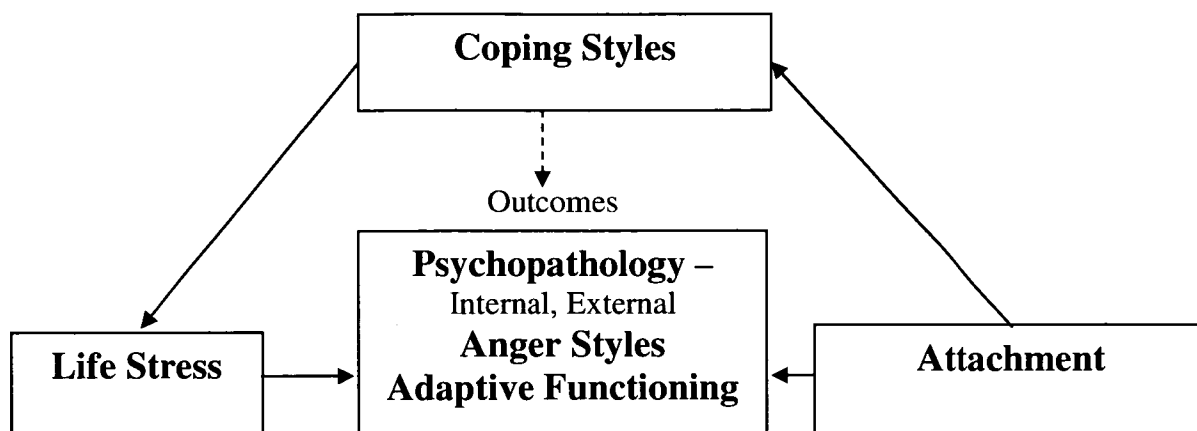 Coping Styles
Outcomes
Psychopathology –
Internal, External
Anger Styles
Adaptive Functioning
Life Stress
Attachment